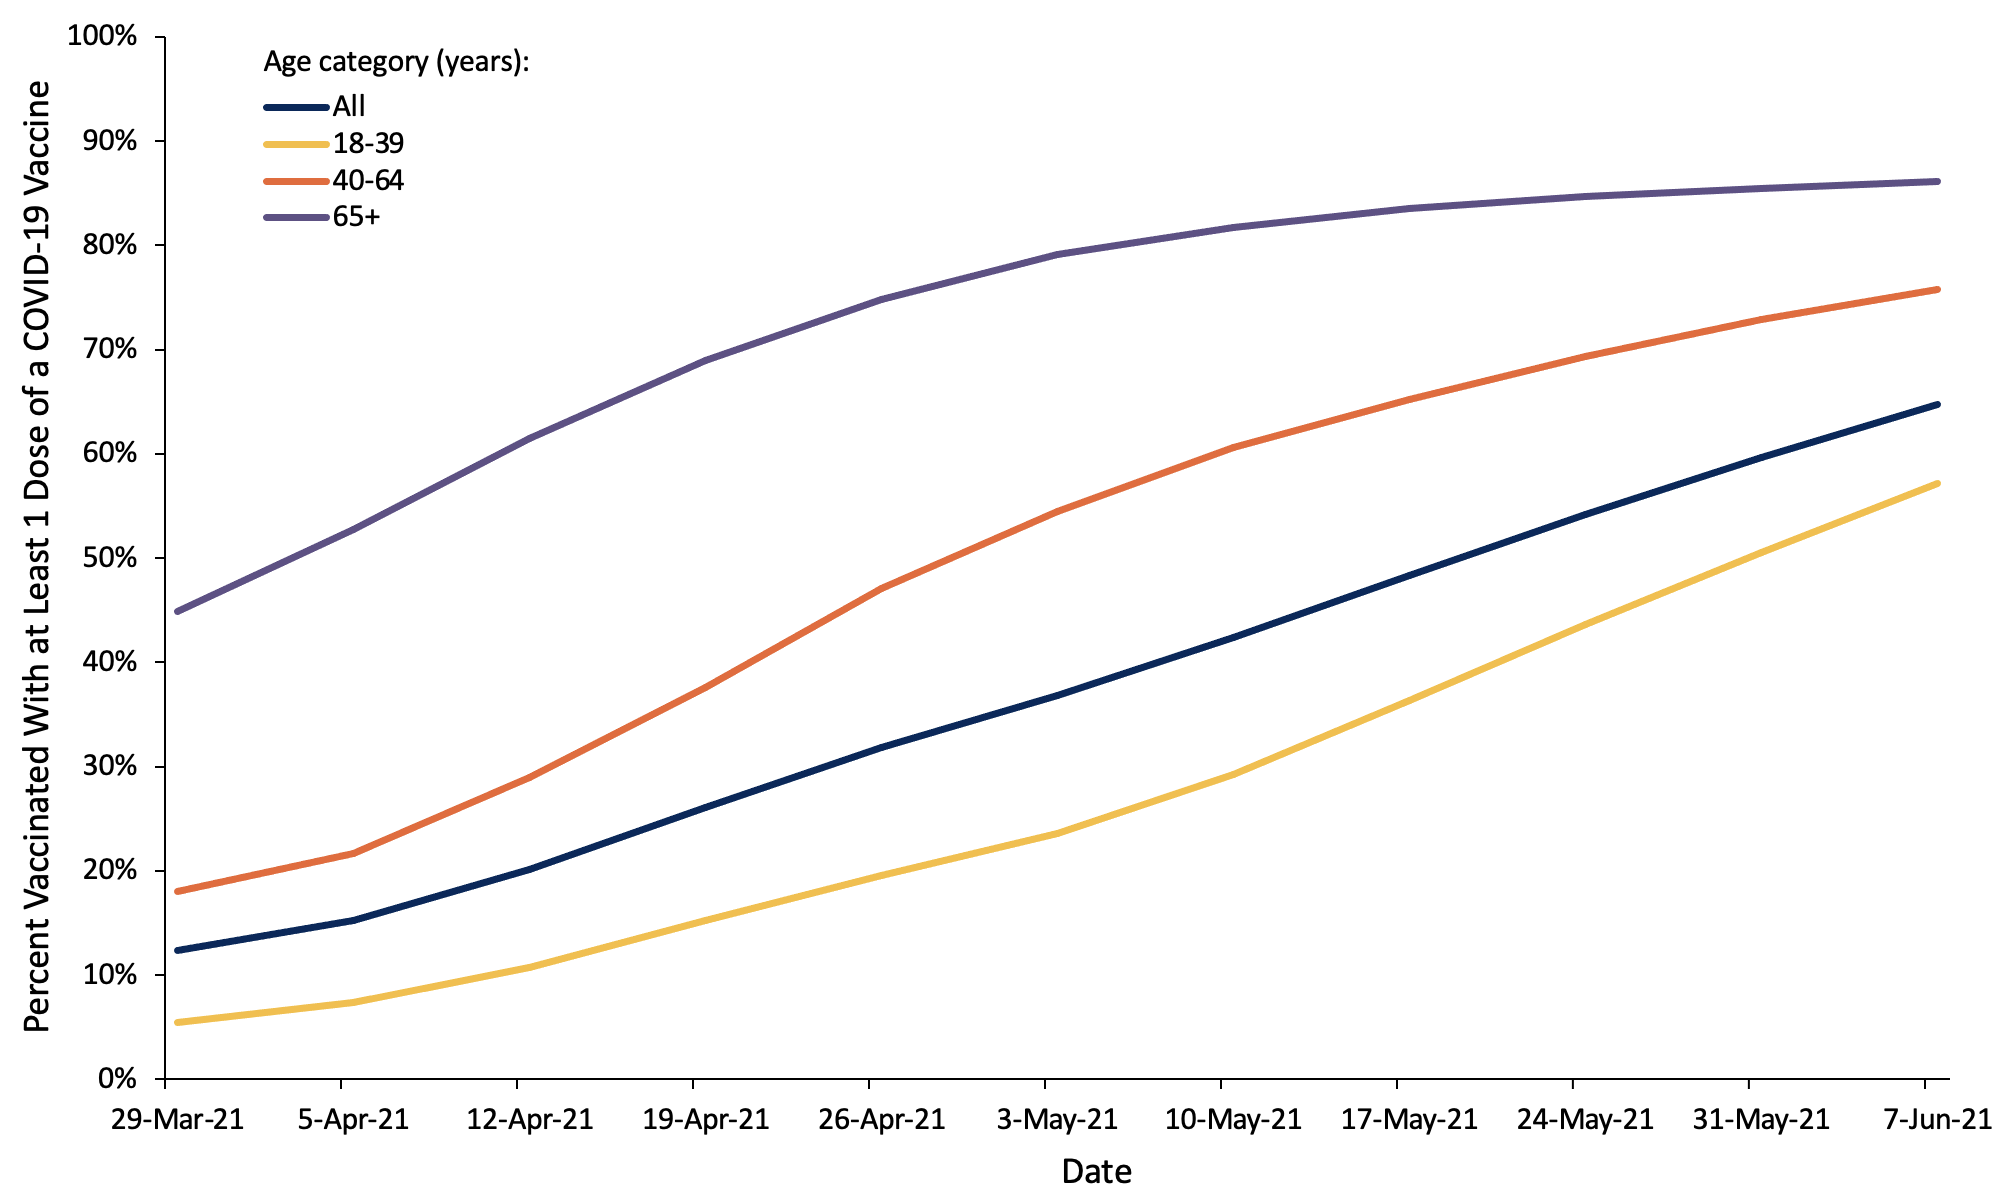 Percent Vaccinated With at Least 1 Dose of a COVID-19 Vaccine
100%
90%
80%
70%
60%
50%
40%
30%
20%
10%
0%
Age category (years):
All
18-39
40-64
65+
29-Mar-21 5-Apr-21 12-Apr-21 19-Apr-21 26-Apr-21 3-May-21 10-May-21 17-May-21 24-May-21 31-May-21 7-Jun-21
Date